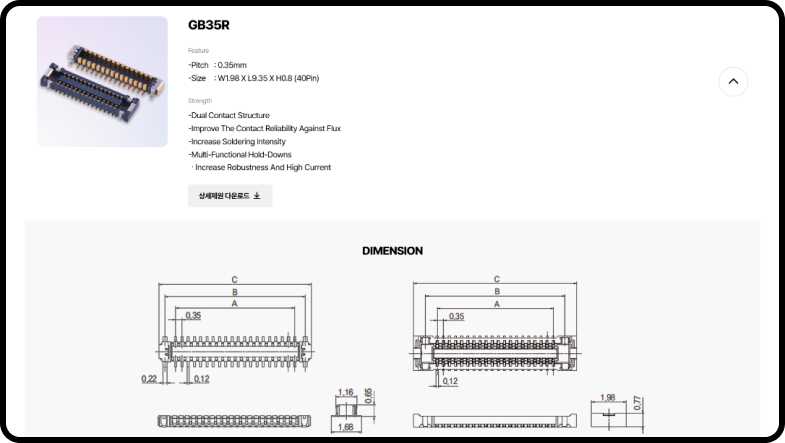 GB35R
Feature
-Pitch : 0.35mm
-Size : W1.98 X L9.35 X H0.8 (40Pin)
Strength
-Dual Contact Structure
-Improve The Contact Reliability Against Flux
-Increase Soldering Intensity
-Multi-Functional Hold-Downs
· Increase Robustness And High Current
상세제원 다운로드
DIMENSION
C
B
A
0,35
0,22
0,12
1,16
0,65
1,68
C
B
A
0,35
0,12
1,98
0,77